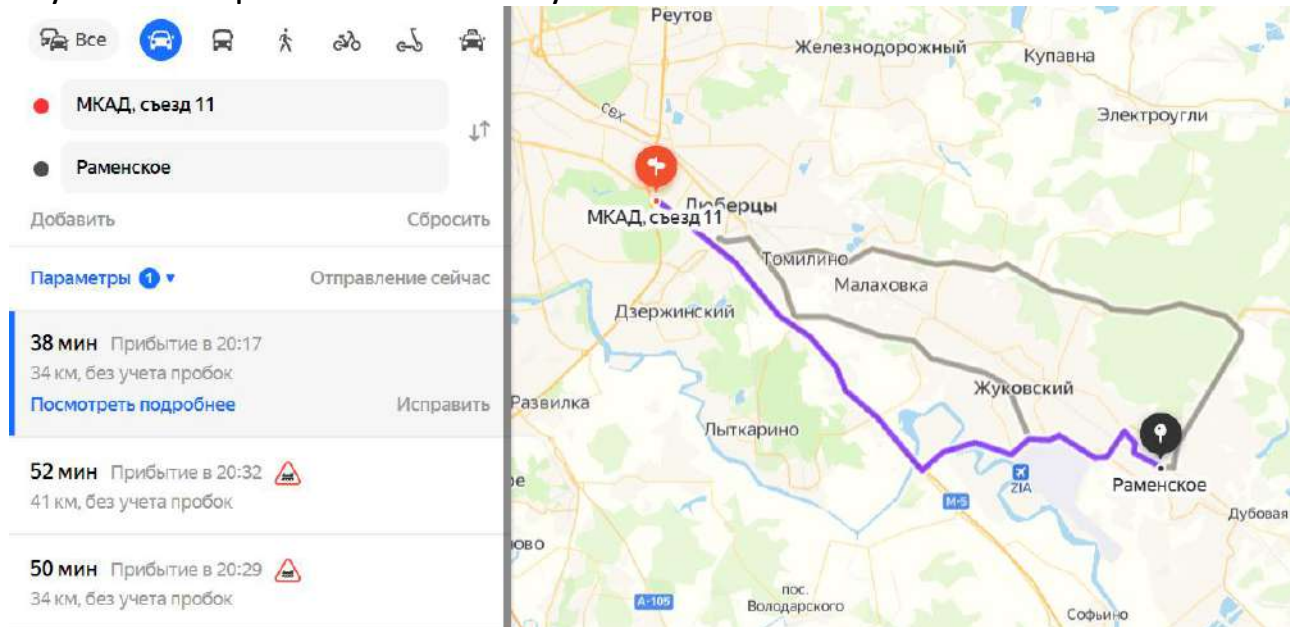 Все
МКАД, съезд 11
Раменское
Добавить
Сбросить
Параметры 1
Отправление сейчас
38 мин Прибытие в 20:17
34 км, без учета пробок
Посмотреть подробнее
Исправить
52 мин Прибытие в 20:32
41 км, без учета пробок
50 мин Прибытие в 20:29
34 км, без учета пробок
Реутов
Железнодорожный
Купавна
Электроугли
СВХ
Люберцы
МКАД, съезд 11
Томилино
Малаховка
Дзержинский
Жуковский
Развилка
Лыткарино
ZIA
Раменское
М-5
Дубовая
ово
А-105
пос.
Володарского
Софьино